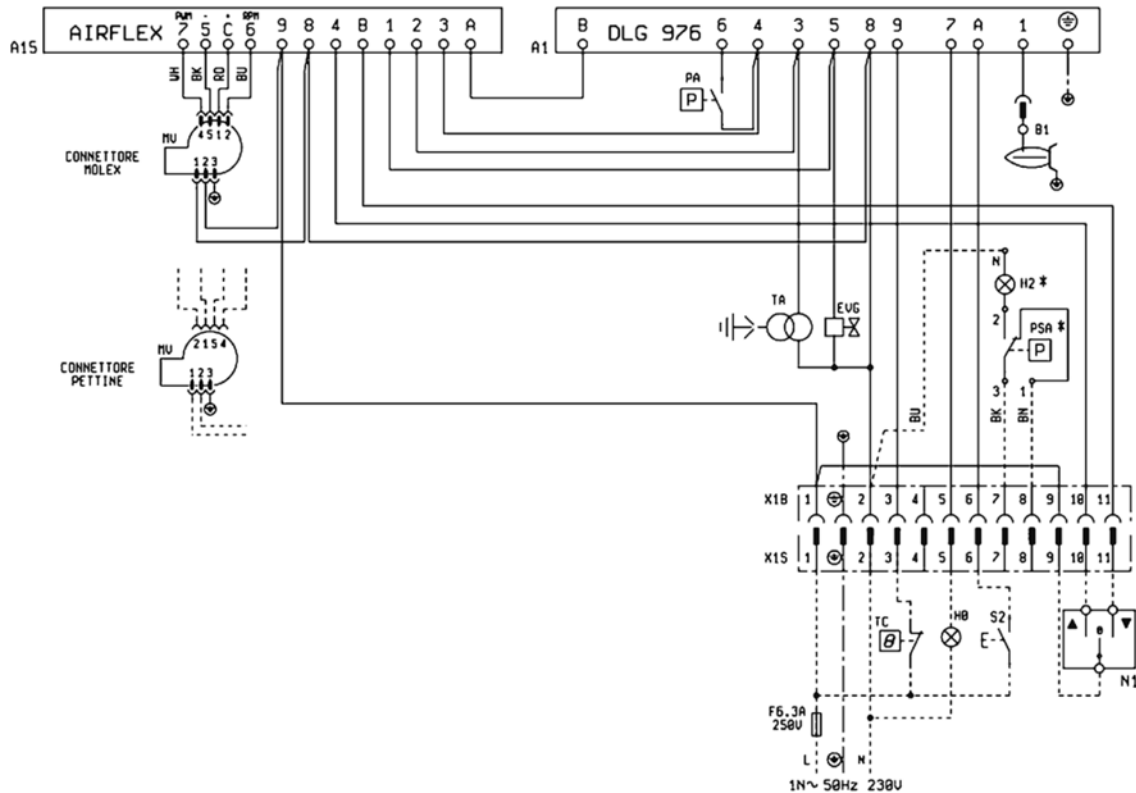 PWM - + RPM
A1S AIRFLEX 7 5 C 6 9 8 4 B 1 2 3 A
A1 B DLG 976 6 4 3 5 8 9 7 A 1
WH BK RD BU
PA
P
B1
MV 4 5 1 2
CONNETTORE
MOLEX
1 2 3
N
H2*
TA
EVG
2
PSA*
P
MV 2 1 5 4
CONNETTORE
PETTINE
1 2 3
3 1
BU BK BN
X1B 1 2 3 4 5 6 7 8 9 10 11
X1S 1 2 3 4 5 6 7 8 9 10 11
TC H0 S2
θ E 0
N1
F6.3A
250V
L N
1N~ 50Hz 230V